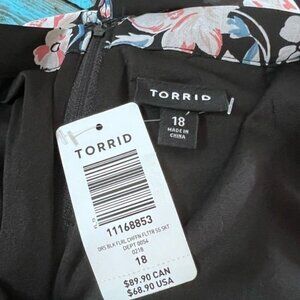 TORRID
18
MADE IN
CHINA
TORRID
11168853
DRS BLK FLRL CHFFN FLTTR SS SKT
DEPT 0054
0218
18
$89.90 CAN
$68.90 USA